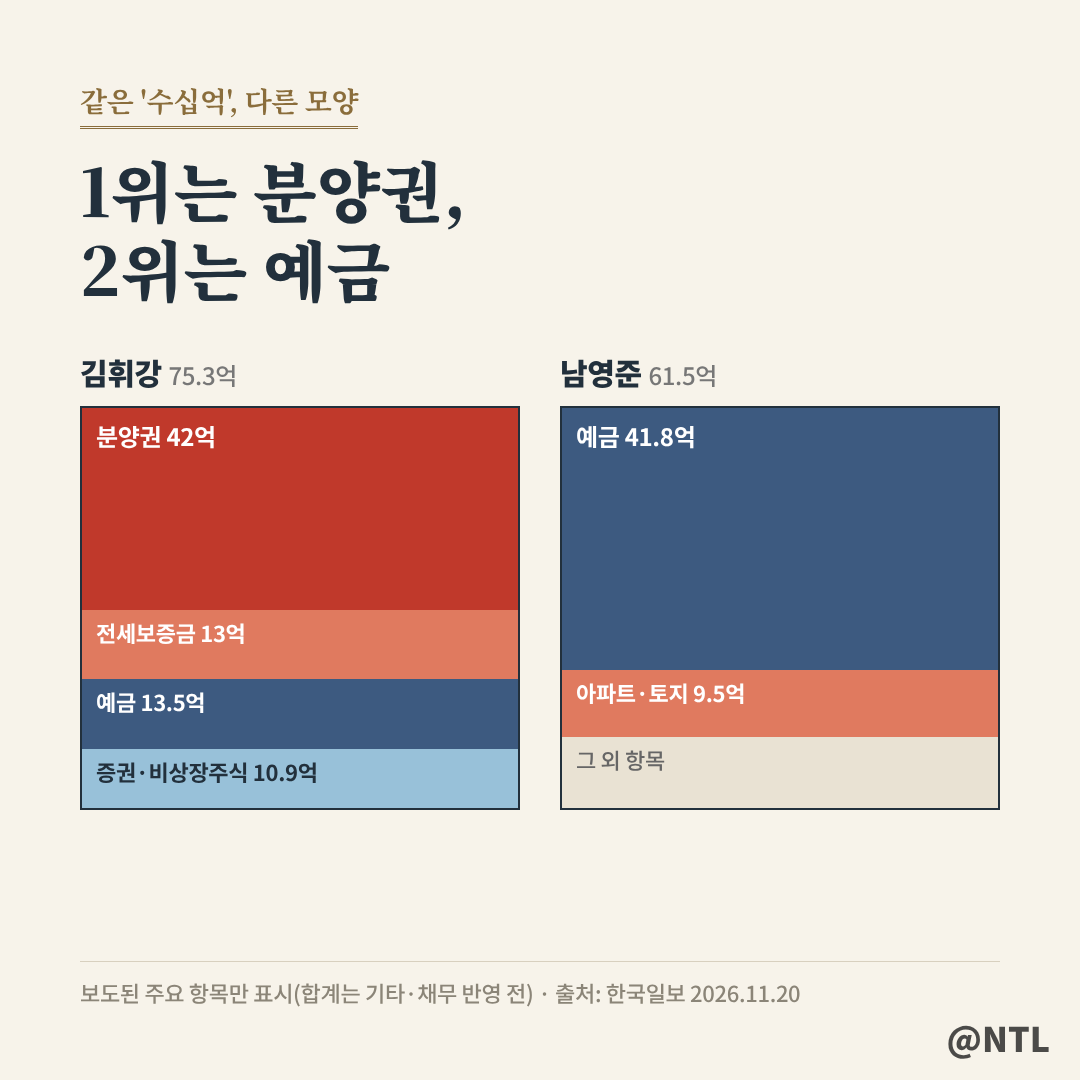 같은 '수십억', 다른 모양
1위는 분양권,
2위는 예금
김휘강 75.3억
분양권 42억
전세보증금 13억
예금 13.5억
증권·비상장주식 10.9억
남영준 61.5억
예금 41.8억
아파트·토지 9.5억
그 외 항목
보도된 주요 항목만 표시(합계는 기타·채무 반영 전) · 출처: 한국일보 2026.11.20
@NTL